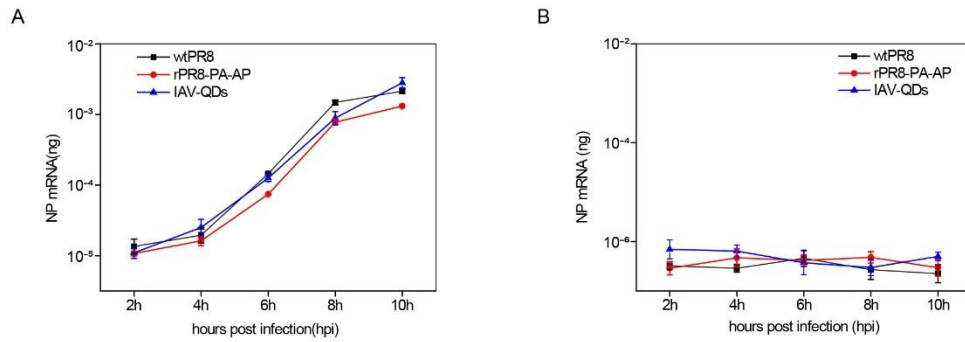 A
10⁻²
10⁻³
10⁻⁴
10⁻⁵
NP mRNA(ng)
wtPR8
rPR8-PA-AP
IAV-QDs
2h 4h 6h 8h 10h
hours post infection(hpi)
B
10⁻²
10⁻⁴
10⁻⁶
NP mRNA (ng)
wtPR8
rPR8-PA-AP
IAV-QDs
2h 4h 6h 8h 10h
hours post infection (hpi)